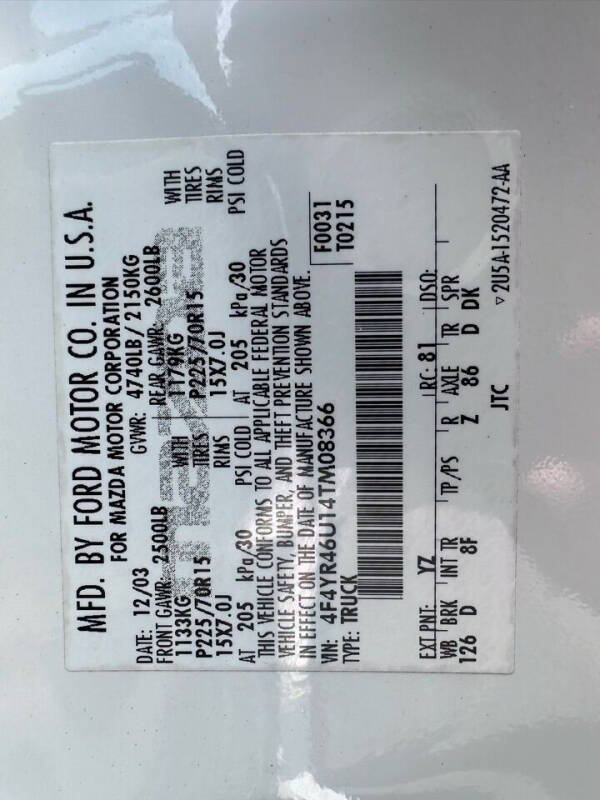 MFD. BY FORD MOTOR CO. IN U.S.A.
FOR MAZDA MOTOR CORPORATION
DATE: 12/03 GVWR: 4740LB/ 2150KG
FRONT GAWR: 2500LB REAR GAWR: 2600LB
1133KG WITH 1179KG WITH
P225/70R15 TIRES P225/70R15 TIRES
15X7.0J RIMS 15X7.0J RIMS
AT 205 kPa/30 PSI COLD AT 205 kPa/30 PSI COLD
THIS VEHICLE CONFORMS TO ALL APPLICABLE FEDERAL MOTOR
VEHICLE SAFETY, BUMPER, AND THEFT PREVENTION STANDARDS
IN EFFECT ON THE DATE OF MANUFACTURE SHOWN ABOVE.
VIN: 4F4YR46U14TM08366 F0031
TYPE: TRUCK T0215
EXT PNT: YZ RC: 81 DSO:
WB BRK INT TR TP/PS R AXLE TR SPR
126 D 8F Z 86 D DK
JTC
▽ 2U5A-1520472-AA